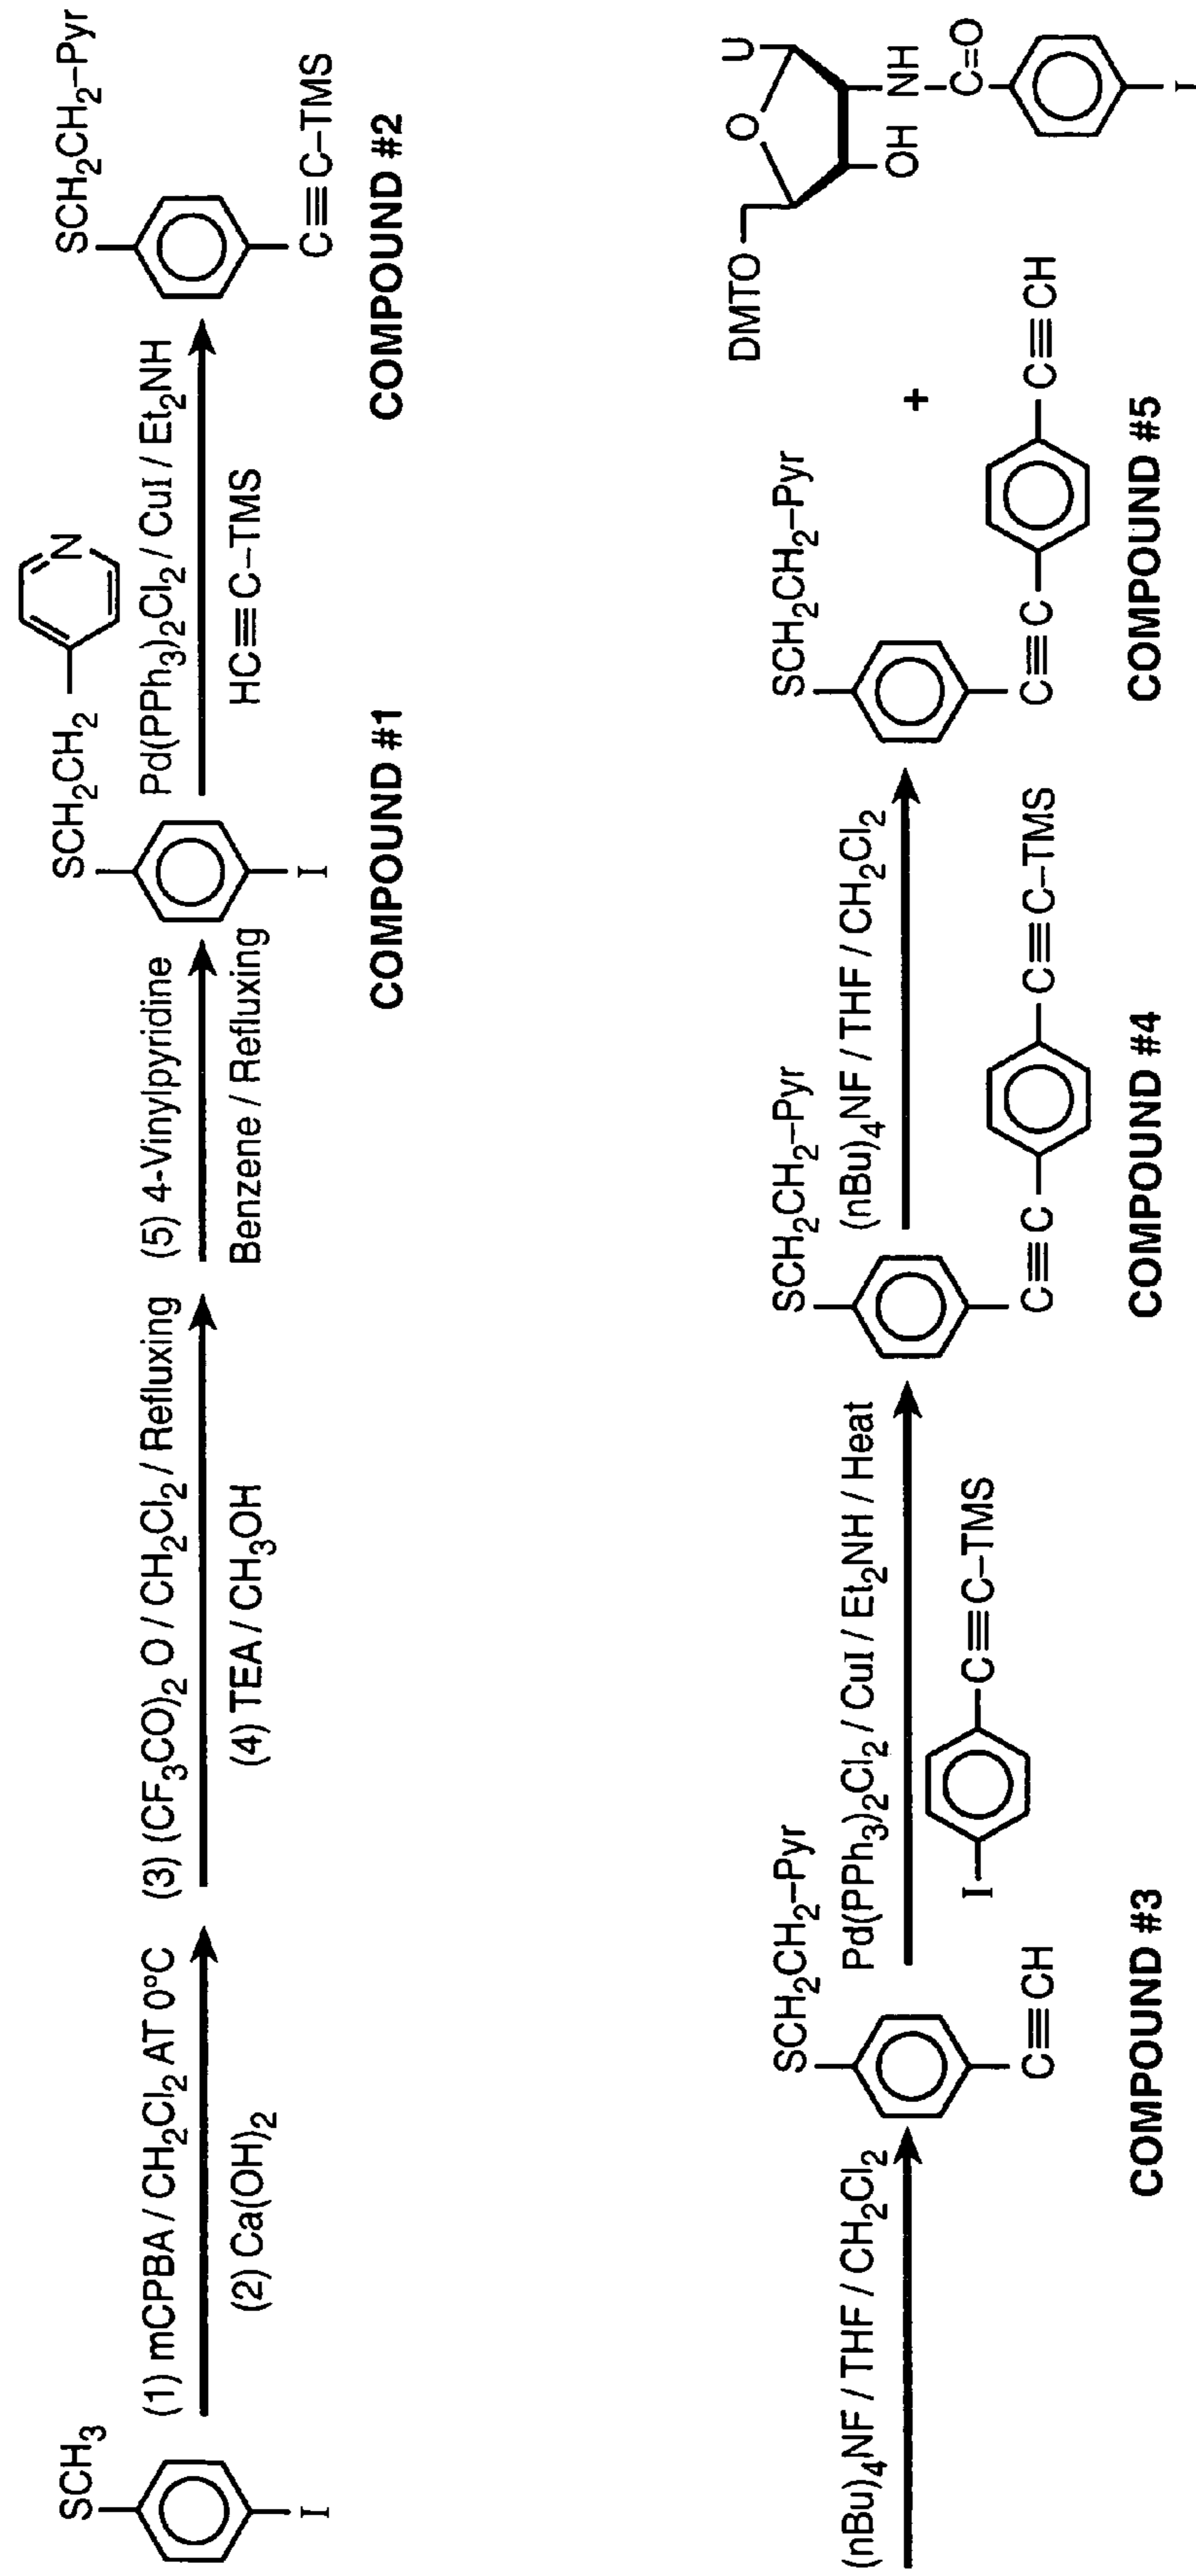 SCH3
I
(1) mCPBA / CH2Cl2 AT 0°C
(2) Ca(OH)2
(3) (CF3CO)2 O / CH2Cl2 / Refluxing
(4) TEA / CH3OH
(5) 4-Vinylpyridine
Benzene / Refluxing
SCH2CH2
N
I
COMPOUND #1
Pd(PPh3)2Cl2 / CuI / Et2NH
HC≡C–TMS
SCH2CH2–Pyr
C≡C–TMS
COMPOUND #2
(nBu)4NF / THF / CH2Cl2
SCH2CH2–Pyr
C≡CH
COMPOUND #3
Pd(PPh3)2Cl2 / CuI / Et2NH / Heat
I
C≡C–TMS
SCH2CH2–Pyr
C≡C
C≡C–TMS
COMPOUND #4
(nBu)4NF / THF / CH2Cl2
SCH2CH2–Pyr
C≡C
C≡CH
COMPOUND #5
+
DMTO
O
U
OH
NH
C=O
I